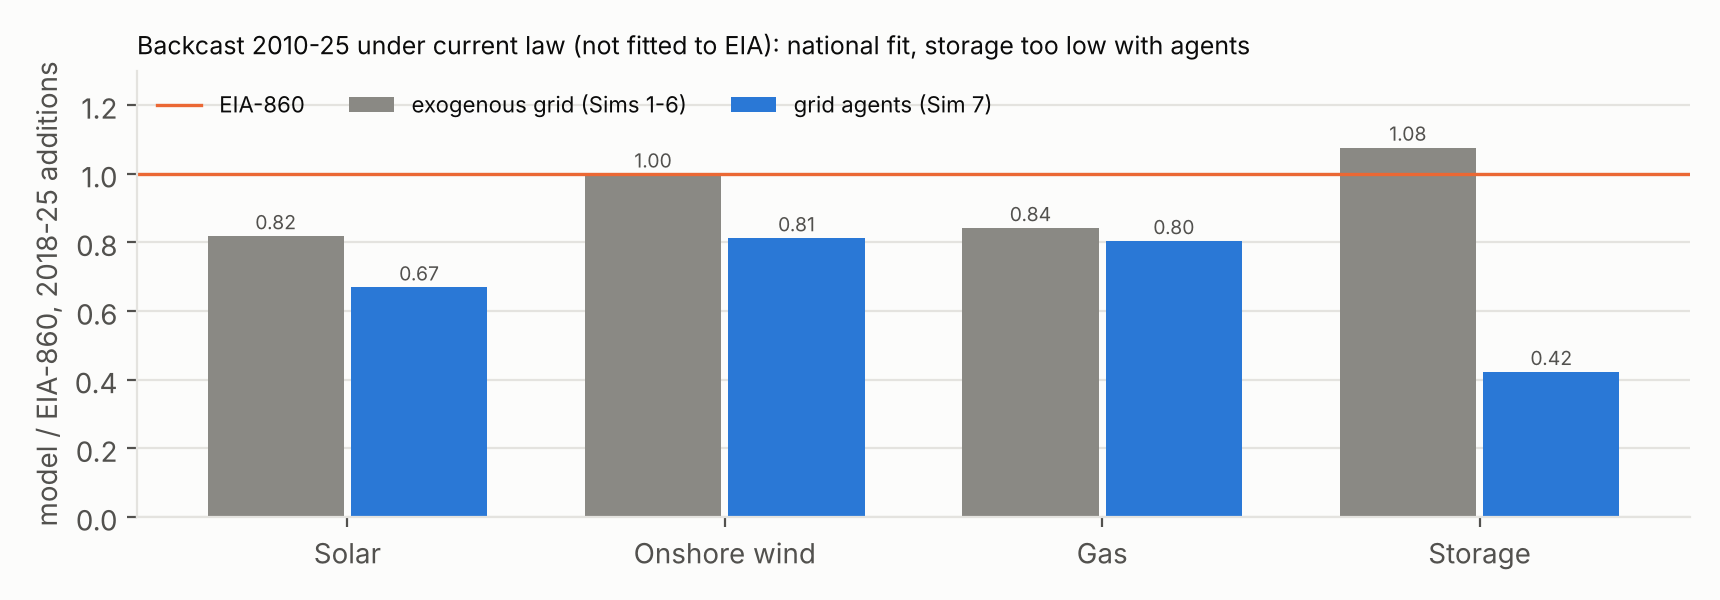 Backcast 2010-25 under current law (not fitted to EIA): national fit, storage too low with agents
model / EIA-860, 2018-25 additions
EIA-860
exogenous grid (Sims 1-6)
grid agents (Sim 7)
1.2
1.0
0.8
0.6
0.4
0.2
0.0
0.82
0.67
1.00
0.81
0.84
0.80
1.08
0.42
Solar
Onshore wind
Gas
Storage